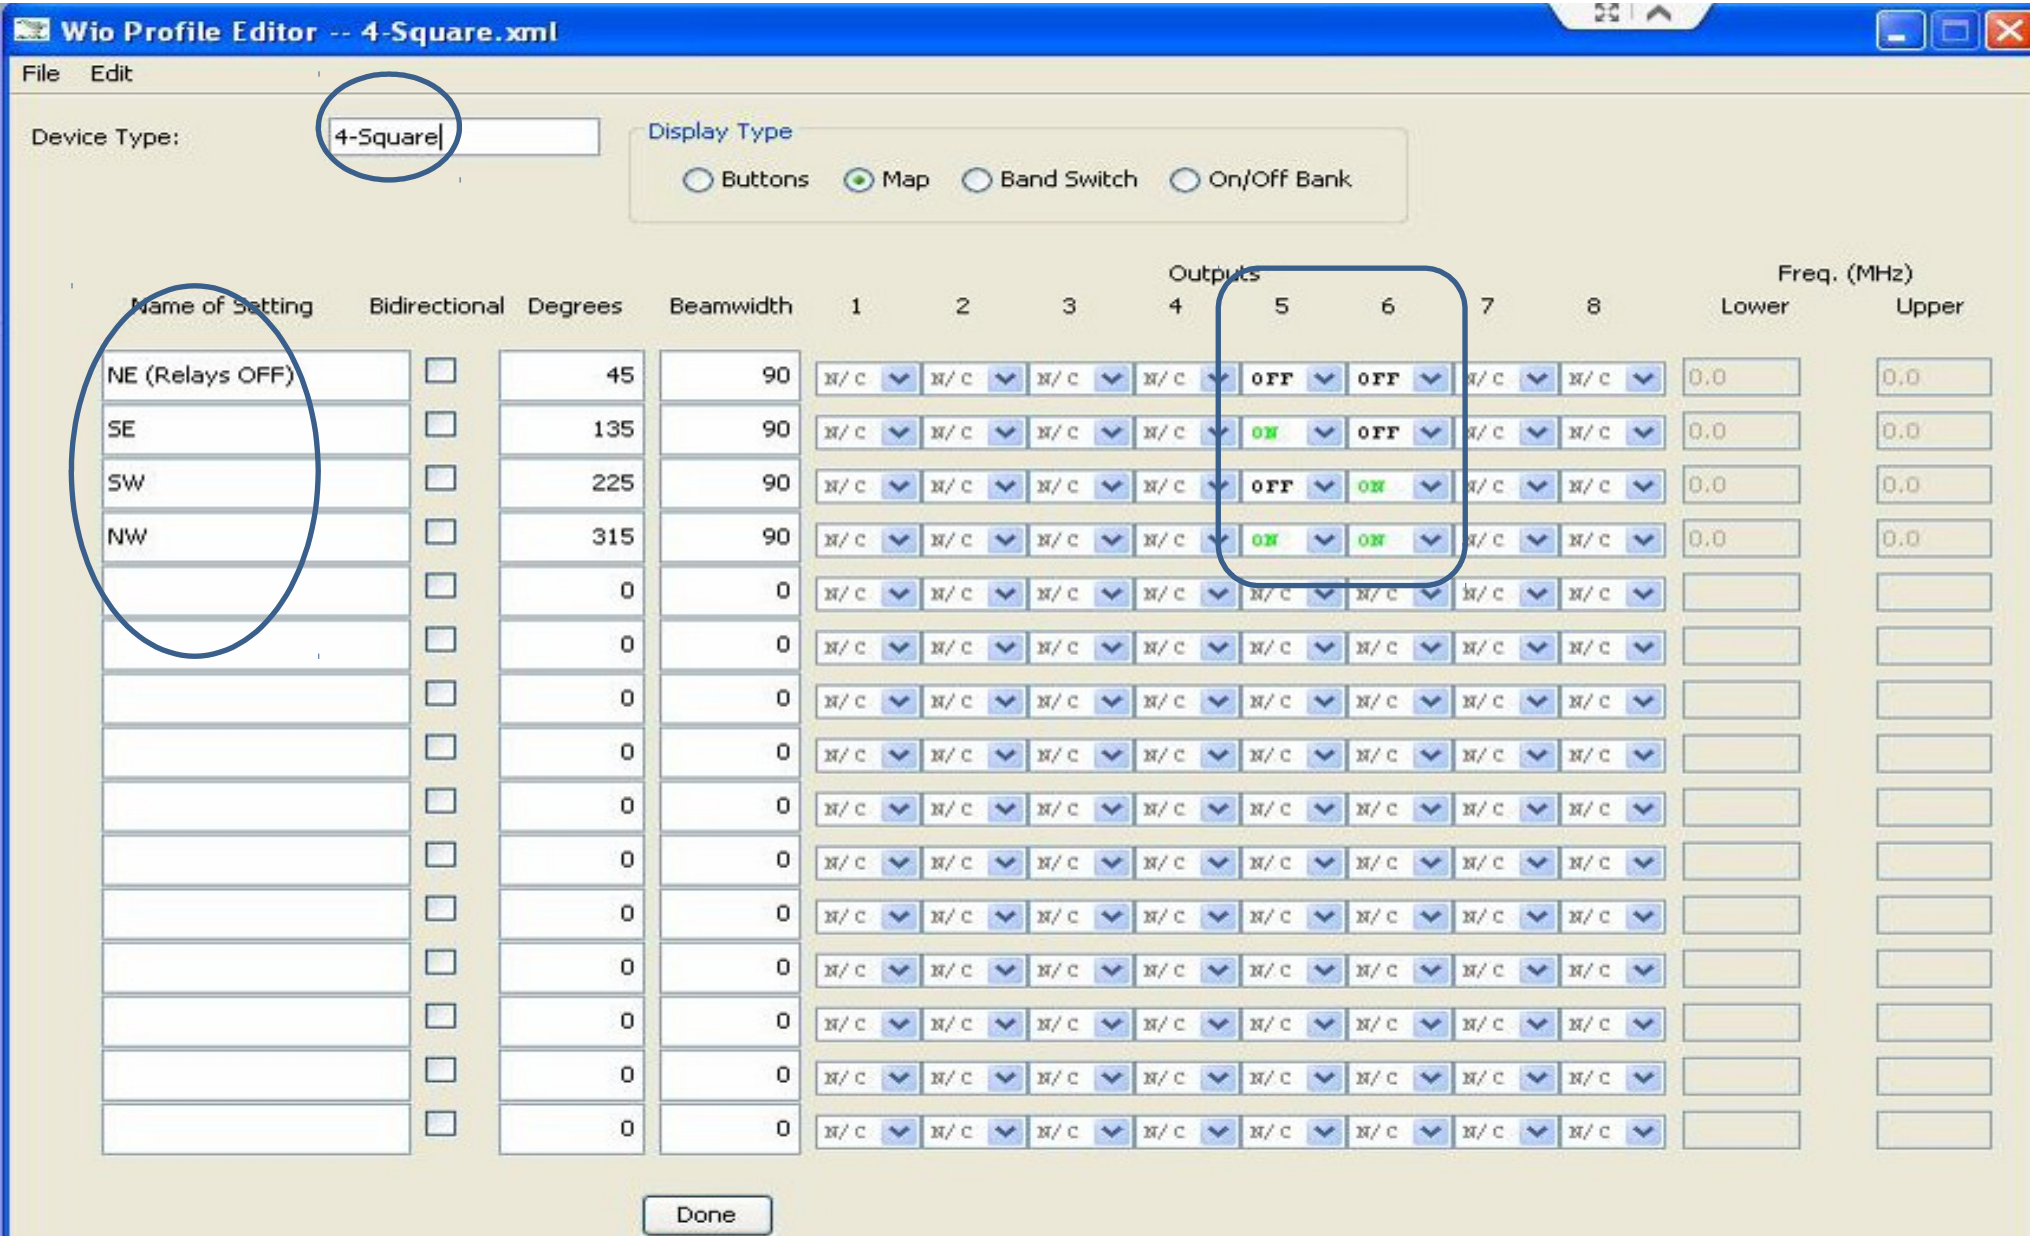 Wio Profile Editor -- 4-Square.xml
File Edit
Device Type: 4-Square
Display Type
Buttons Map Band Switch On/Off Bank
Outputs Freq. (MHz)
Name of Setting Bidirectional Degrees Beamwidth 1 2 3 4 5 6 7 8 Lower Upper
NE (Relays OFF) 45 90 N/C N/C N/C N/C OFF OFF N/C N/C 0.0 0.0
SE 135 90 N/C N/C N/C N/C ON OFF N/C N/C 0.0 0.0
SW 225 90 N/C N/C N/C N/C OFF ON N/C N/C 0.0 0.0
NW 315 90 N/C N/C N/C N/C ON ON N/C N/C 0.0 0.0
0 0 N/C N/C N/C N/C N/C N/C N/C N/C
0 0 N/C N/C N/C N/C N/C N/C N/C N/C
0 0 N/C N/C N/C N/C N/C N/C N/C N/C
0 0 N/C N/C N/C N/C N/C N/C N/C N/C
0 0 N/C N/C N/C N/C N/C N/C N/C N/C
0 0 N/C N/C N/C N/C N/C N/C N/C N/C
0 0 N/C N/C N/C N/C N/C N/C N/C N/C
0 0 N/C N/C N/C N/C N/C N/C N/C N/C
0 0 N/C N/C N/C N/C N/C N/C N/C N/C
0 0 N/C N/C N/C N/C N/C N/C N/C N/C
0 0 N/C N/C N/C N/C N/C N/C N/C N/C
Done